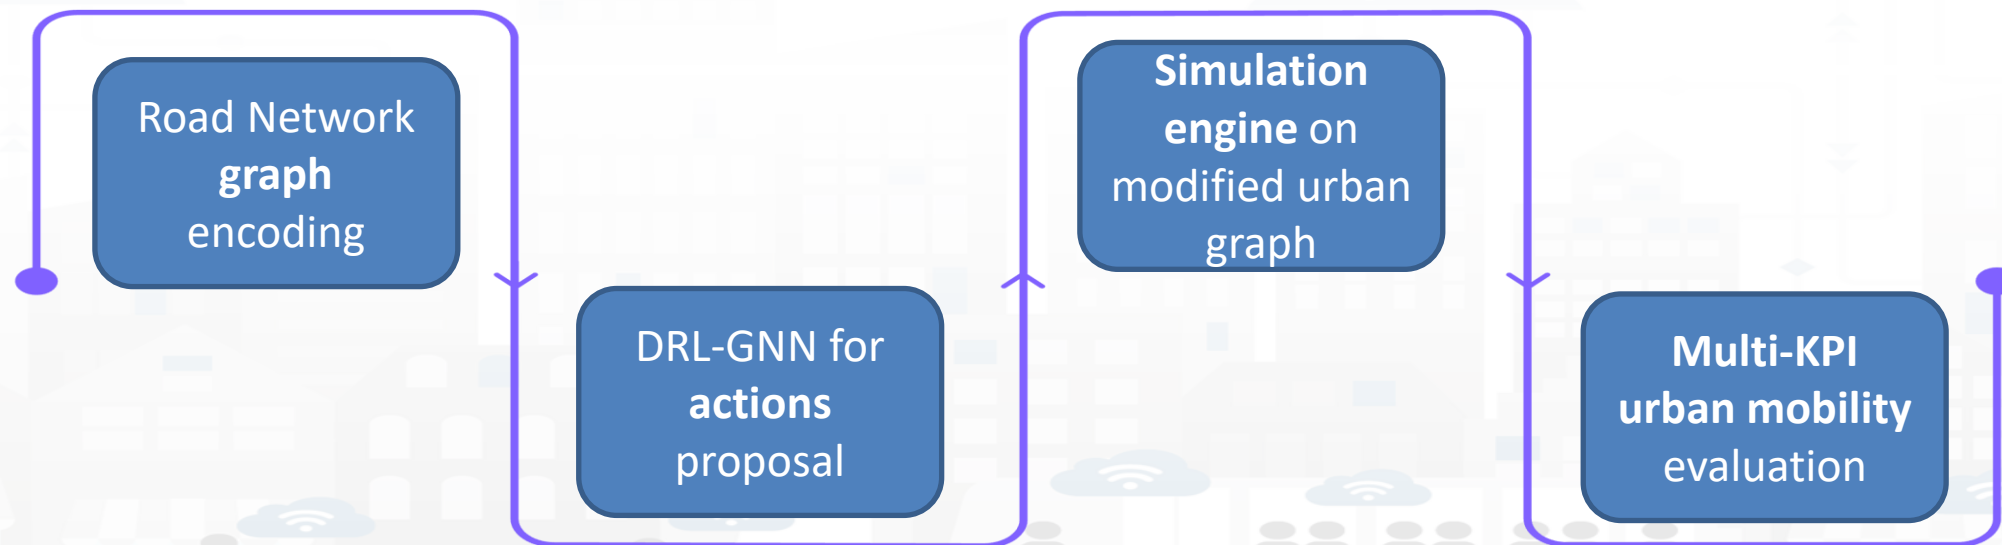 Road Network
graph
encoding
DRL-GNN for
actions
proposal
Simulation
engine on
modified urban
graph
Multi-KPI
urban mobility
evaluation